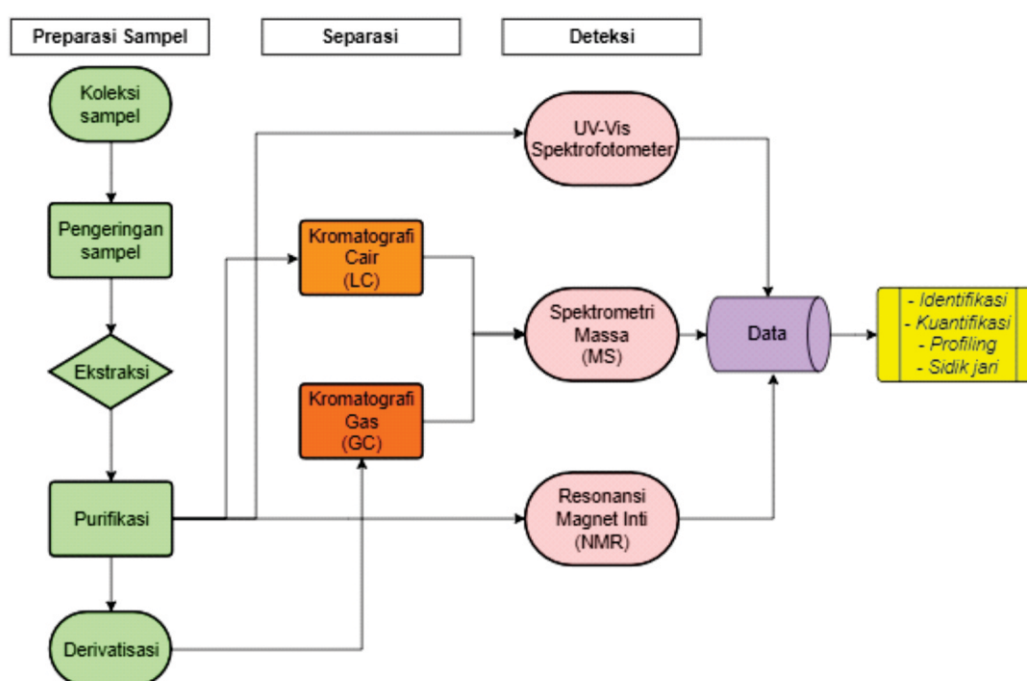 Preparasi Sampel
Separasi
Deteksi
Koleksi
sampel
Pengeringan
sampel
Ekstraksi
Purifikasi
Derivatisasi
Kromatografi
Cair
(LC)
Kromatografi
Gas
(GC)
UV-Vis
Spektrofotometer
Spektrometri
Massa
(MS)
Resonansi
Magnet Inti
(NMR)
Data
- Identifikasi
- Kuantifikasi
- Profiling
- Sidik jari